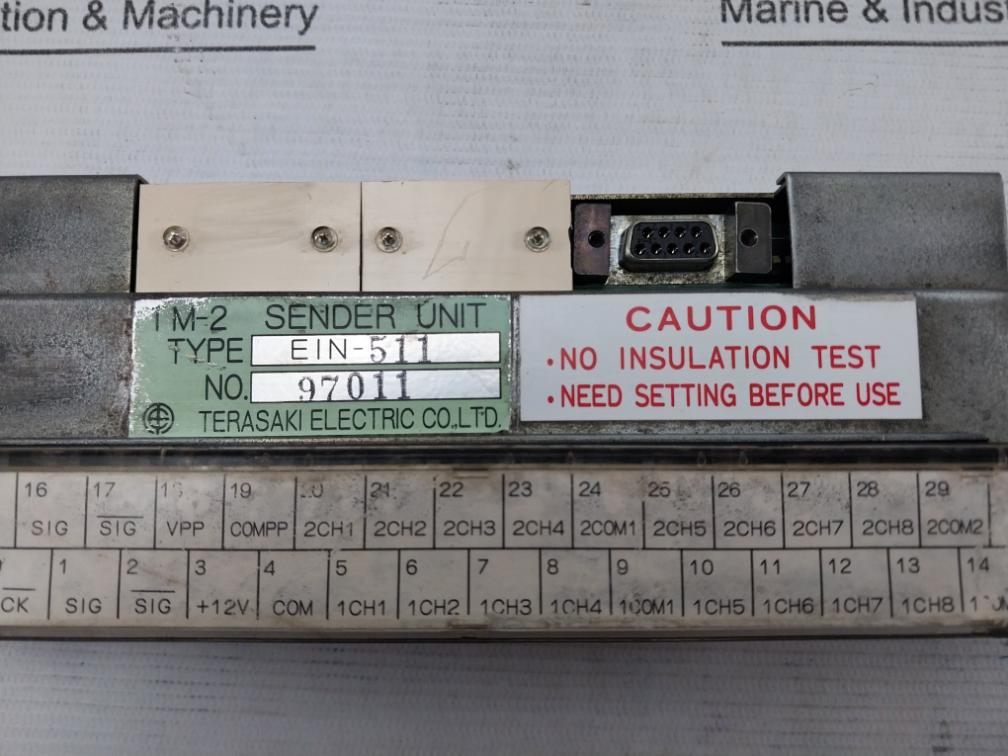 tion & Machinery
Marine & Indus
TM-2 SENDER UNIT
TYPE EIN-511
NO. 97011
TERASAKI ELECTRIC CO.,LTD.
CAUTION
•NO INSULATION TEST
•NEED SETTING BEFORE USE
16 17 18 19 20 21 22 23 24 25 26 27 28 29
SIG SIG VPP COMPP 2CH1 2CH2 2CH3 2CH4 2COM1 2CH5 2CH6 2CH7 2CH8 2COM2
1 2 3 4 5 6 7 8 9 10 11 12 13 14
CK SIG SIG +12V COM 1CH1 1CH2 1CH3 1CH4 1COM1 1CH5 1CH6 1CH7 1CH8